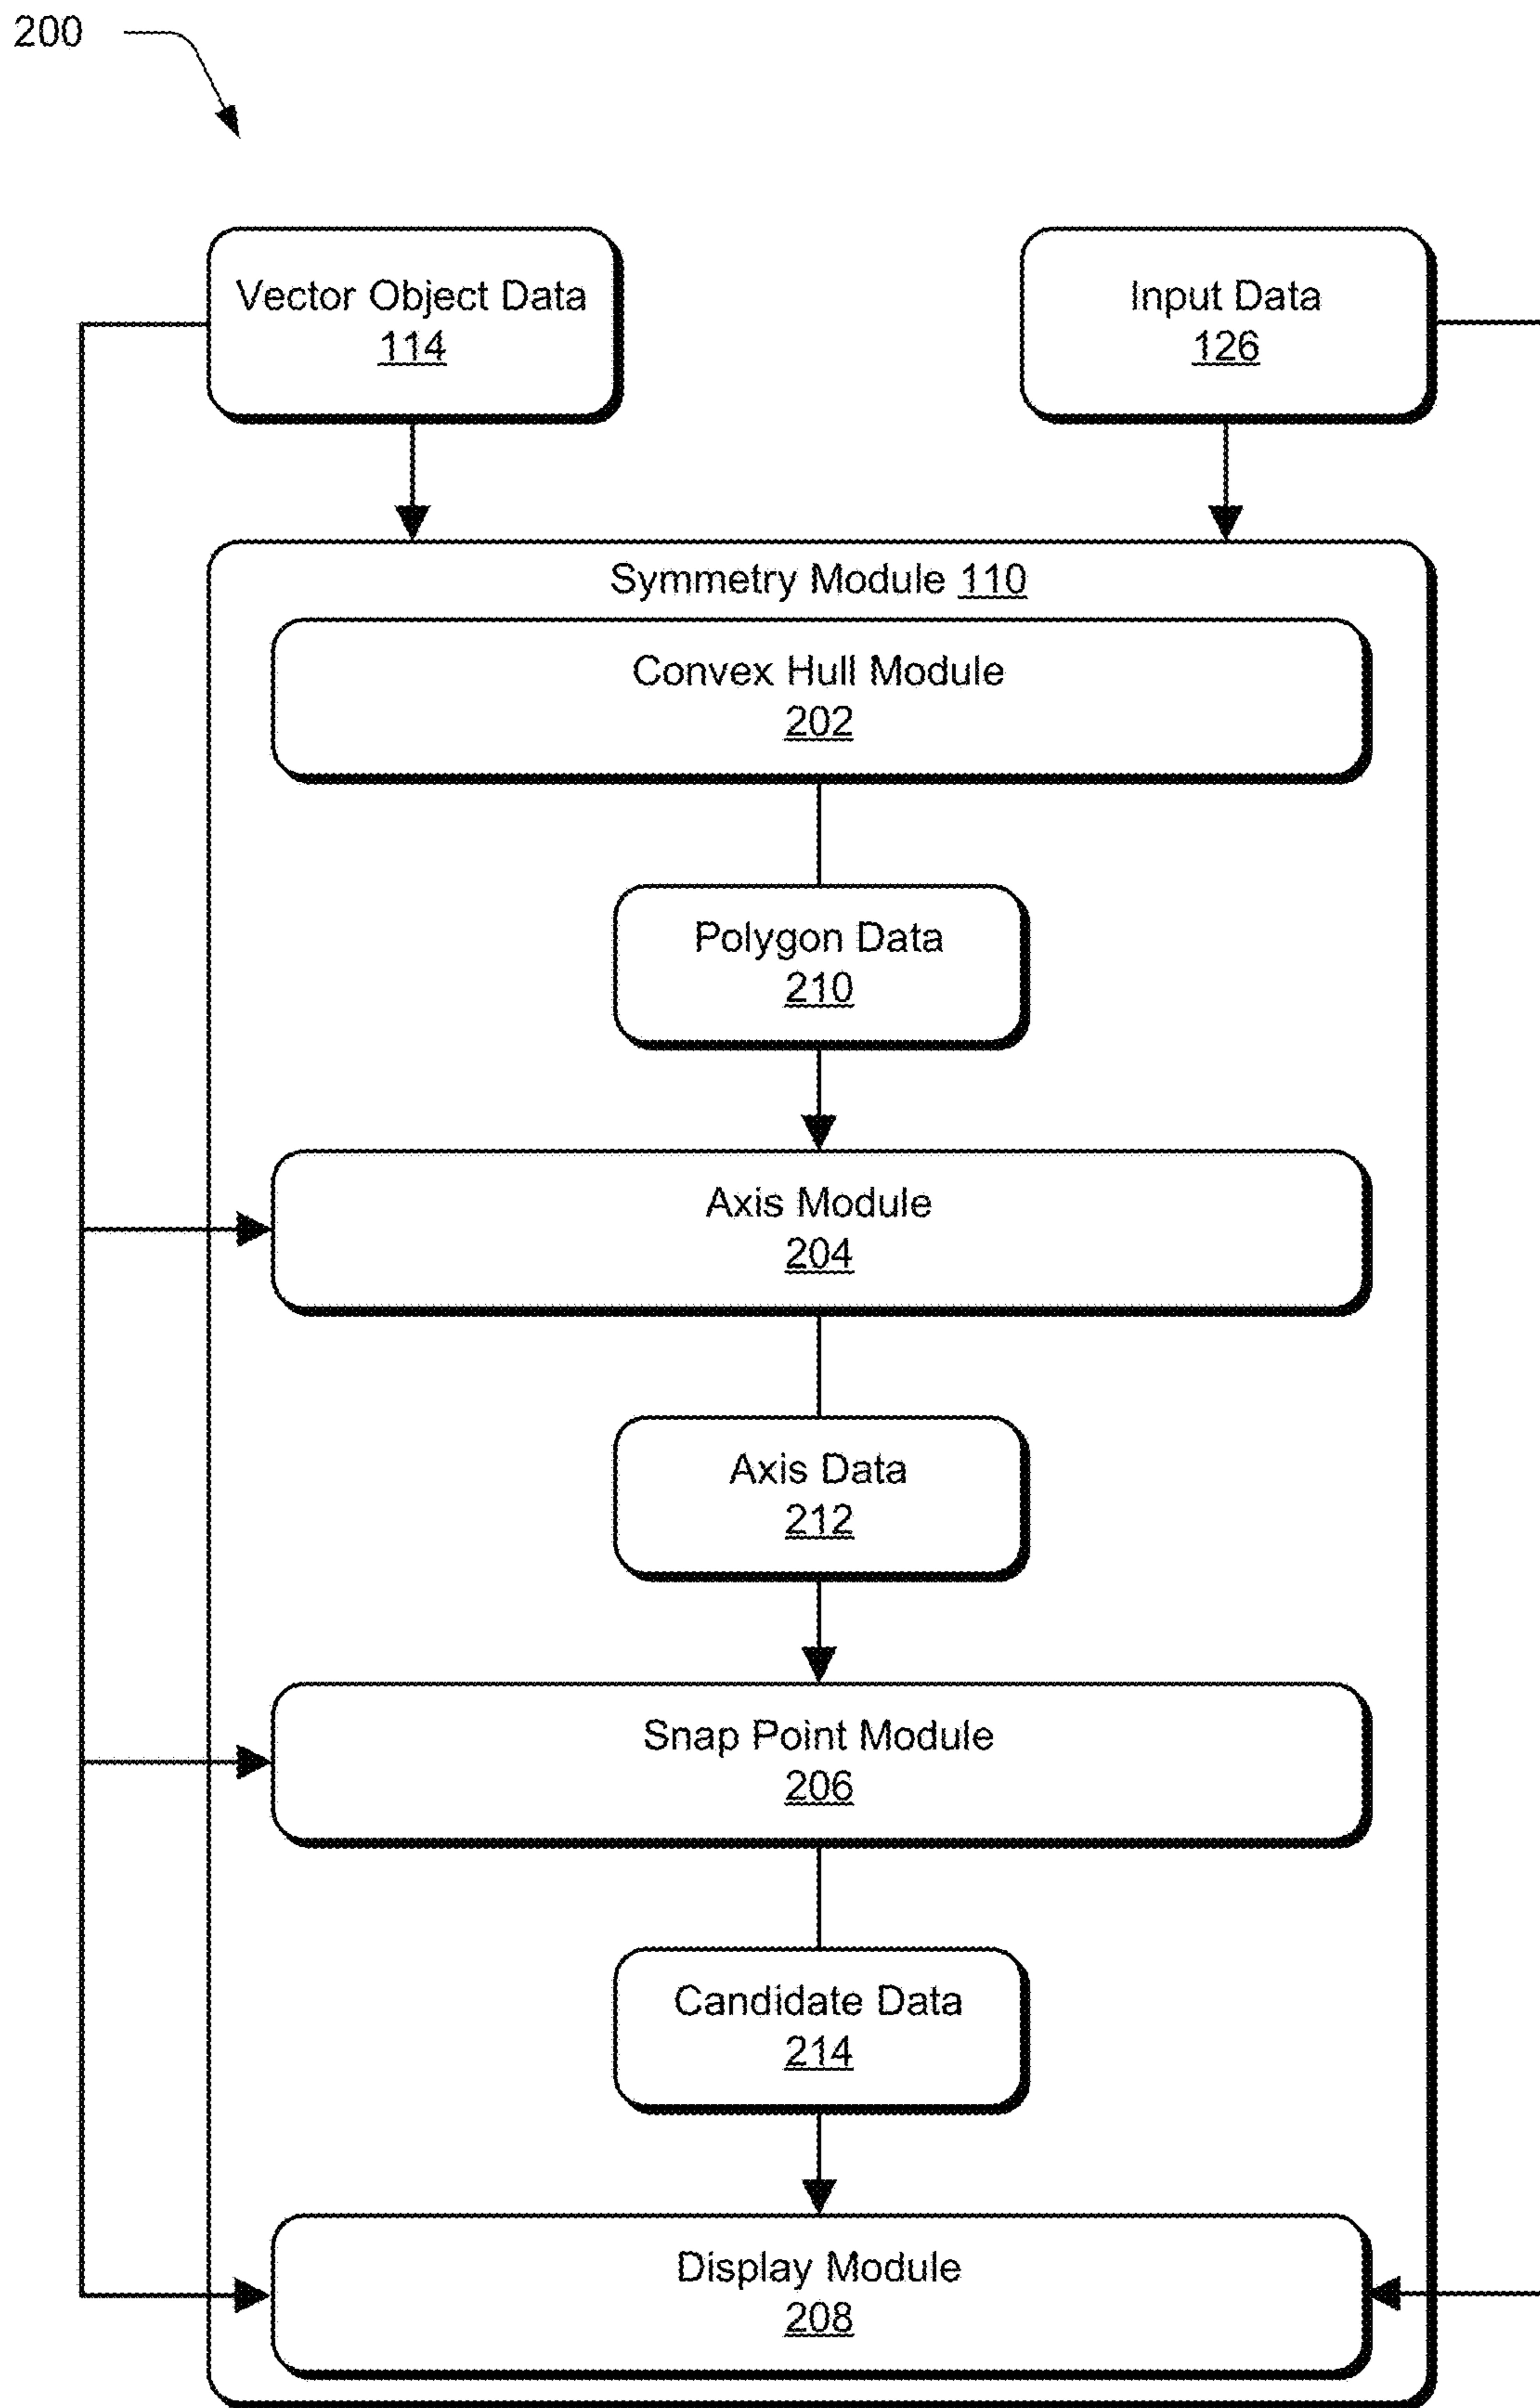 200
Vector Object Data
114
Input Data
126
Symmetry Module 110
Convex Hull Module
202
Polygon Data
210
Axis Module
204
Axis Data
212
Snap Point Module
206
Candidate Data
214
Display Module
208